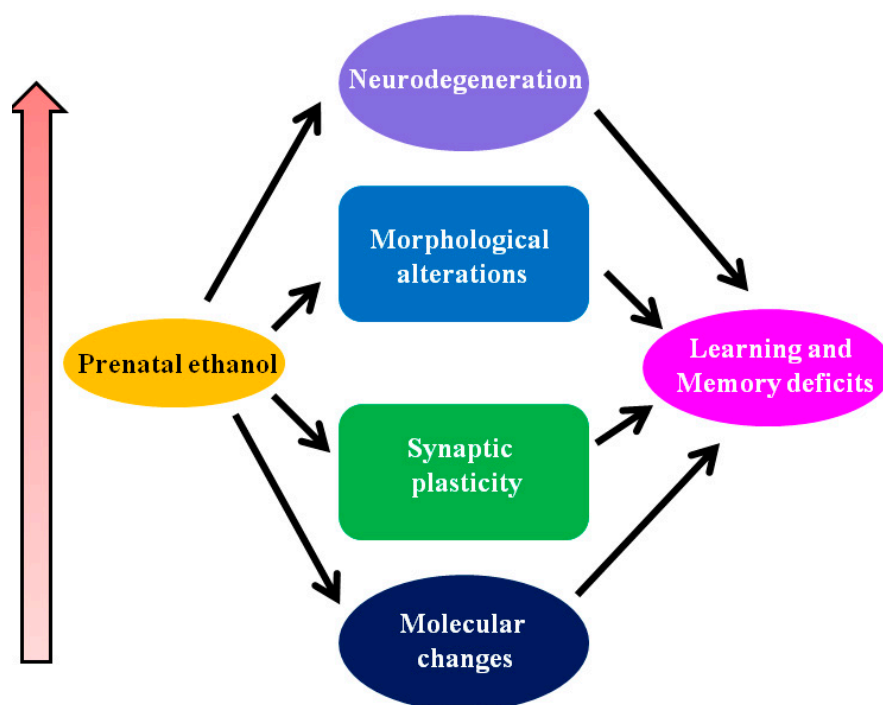 Neurodegeneration
Morphological
alterations
Prenatal ethanol
Learning and
Memory deficits
Synaptic
plasticity
Molecular
changes